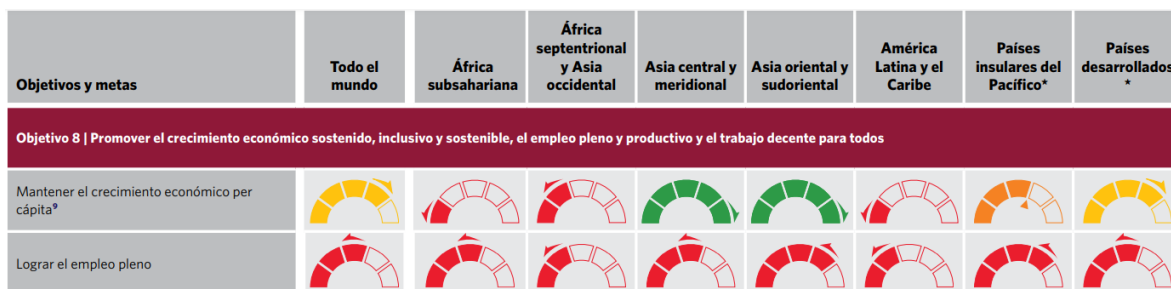 Objetivos y metas
Todo el
mundo
África
subsahariana
África
septentrional
y Asia
occidental
Asia central y
meridional
Asia oriental y
sudoriental
América
Latina y el
Caribe
Países
insulares del
Pacífico*
Países
desarrollados
*
Objetivo 8 | Promover el crecimiento económico sostenido, inclusivo y sostenible, el empleo pleno y productivo y el trabajo decente para todos
Mantener el crecimiento económico per
cápita⁹
Lograr el empleo pleno